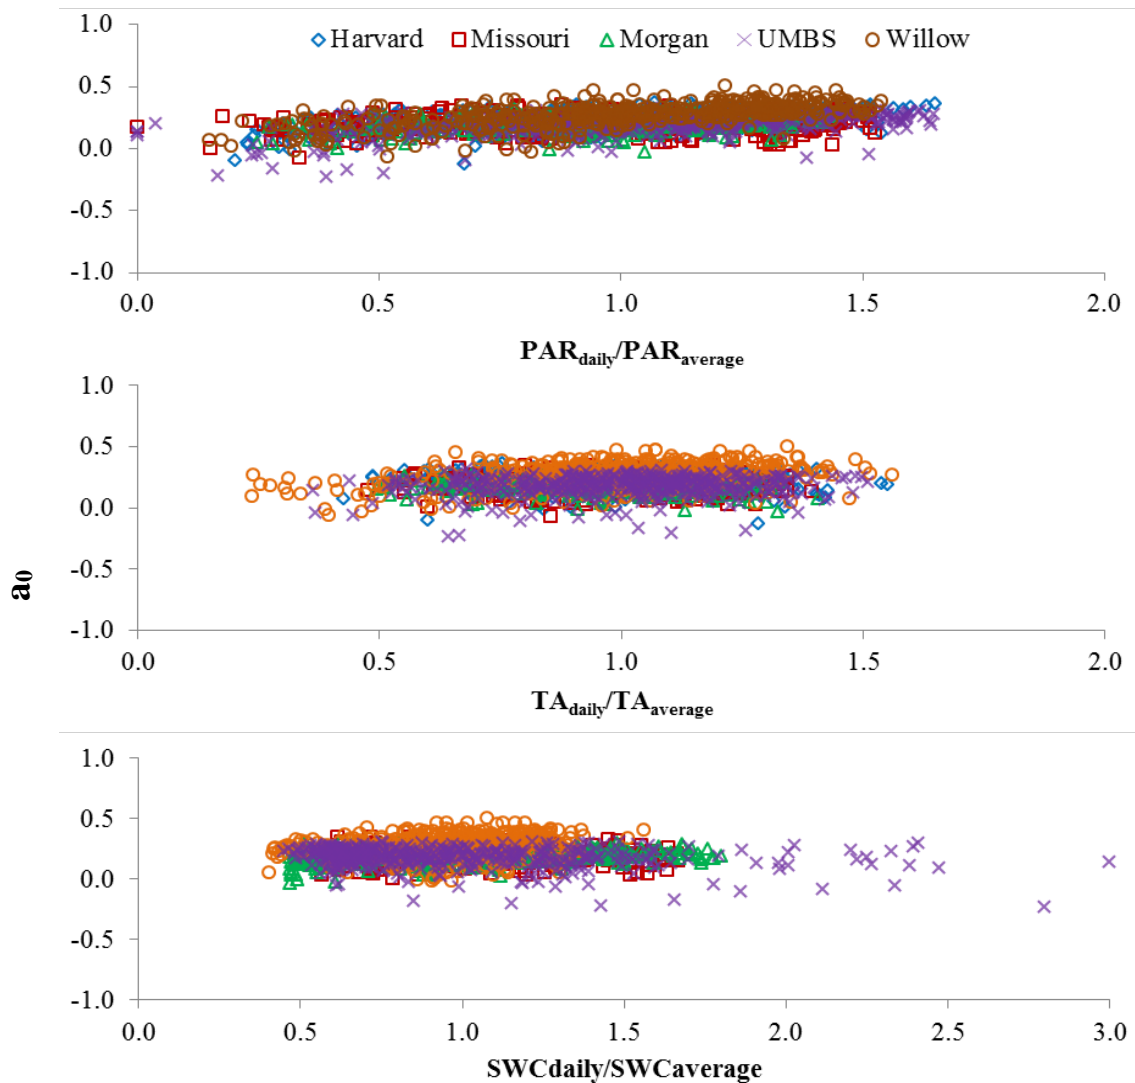 1.0
Harvard Missouri Morgan UMBS Willow
0.5
0.0
-0.5
-1.0
0.0 0.5 1.0 1.5 2.0
PARdaily/PARaverage
1.0
0.5
0.0
-0.5
-1.0
0.0 0.5 1.0 1.5 2.0
TAdaily/TAaverage
a0
1.0
0.5
0.0
-0.5
-1.0
0.0 0.5 1.0 1.5 2.0 2.5 3.0
SWCdaily/SWCaverage